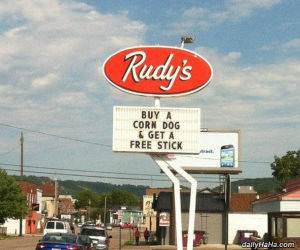 Rudy's
BUY A
CORN DOG
& GET A
FREE STICK
dailyHaHa.com